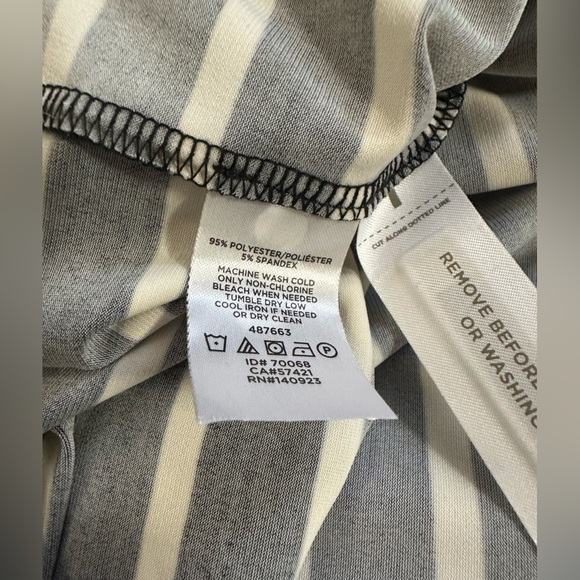 95% POLYESTER/POLIÉSTER
5% SPANDEX
MACHINE WASH COLD
ONLY NON-CHLORINE
BLEACH WHEN NEEDED
TUMBLE DRY LOW
COOL IRON IF NEEDED
OR DRY CLEAN
487663
P
ID# 70068
CA#57421
RN#140923
CUT ALONG DOTTED LINE
REMOVE BEFORE
OR WASHING